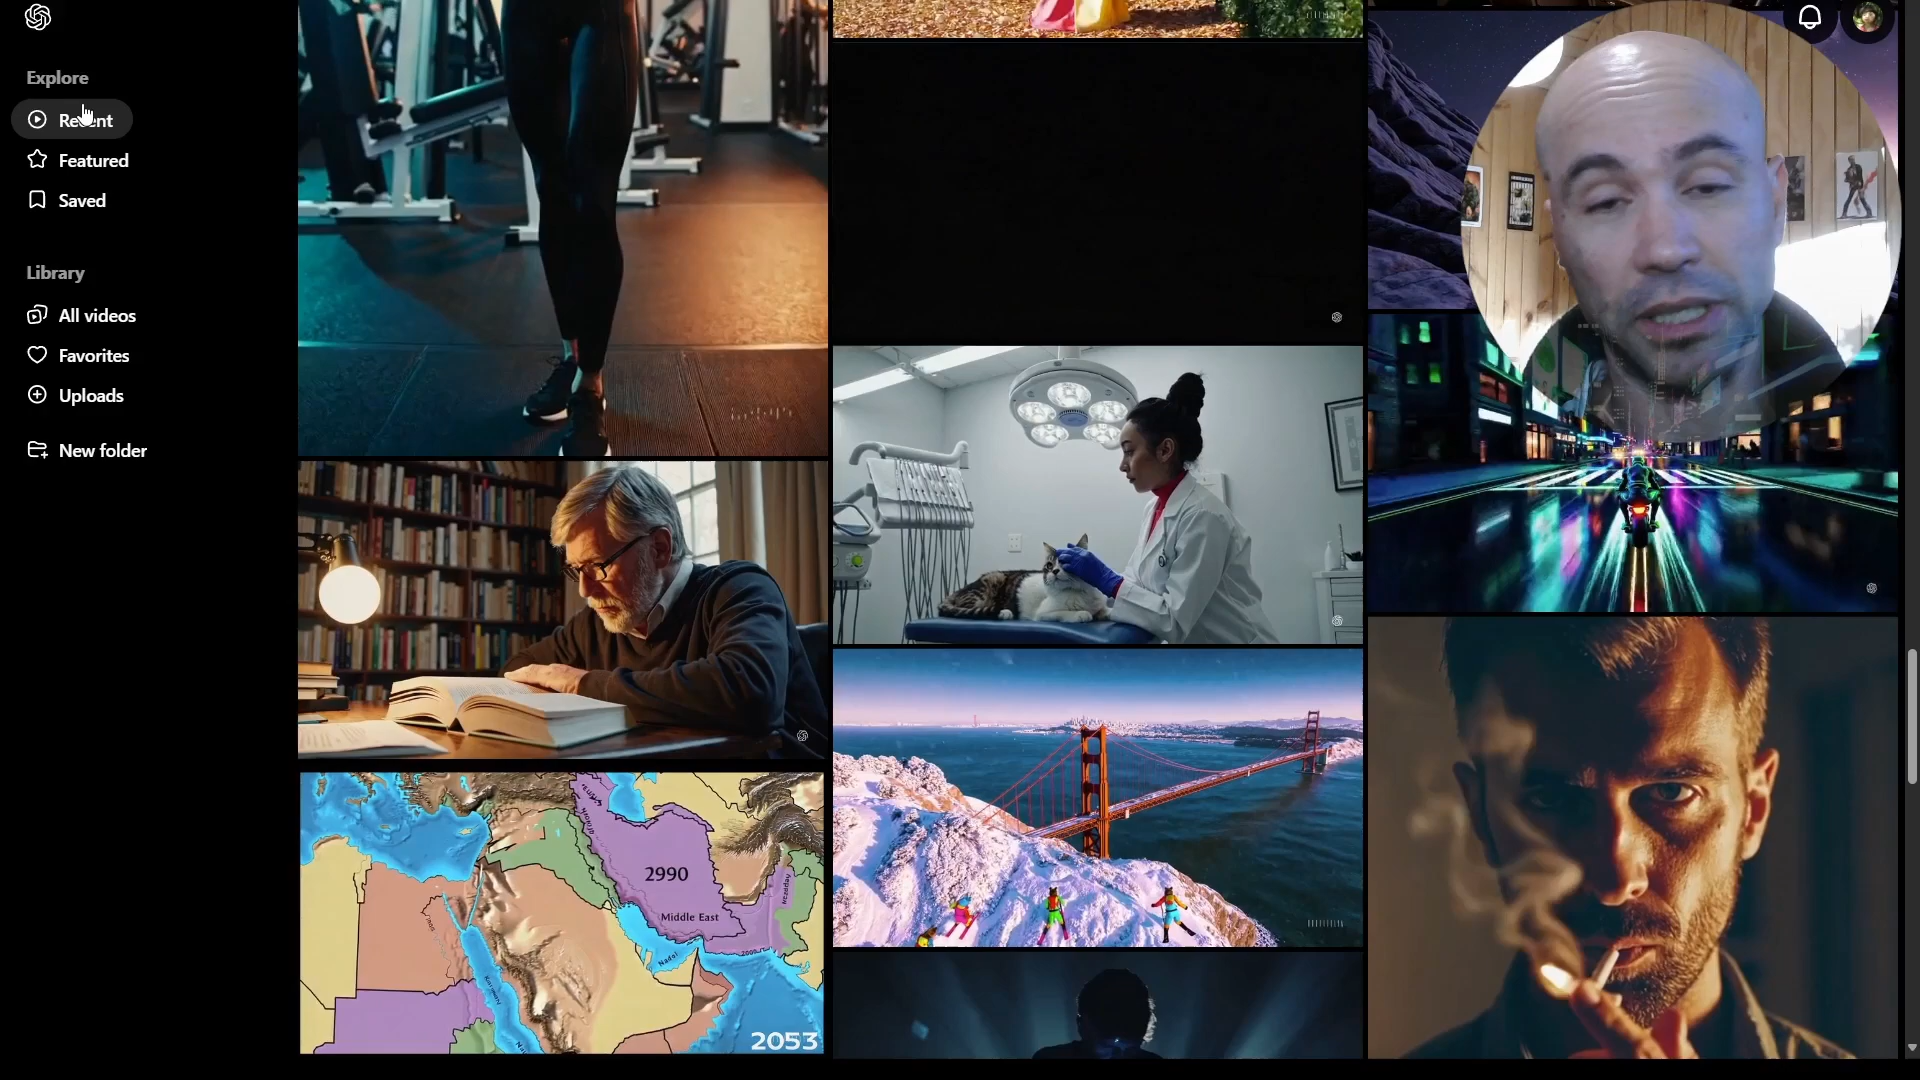 Explore
Recent
Featured
Saved
Library
All videos
Favorites
Uploads
New folder
2990
Middle East
2053